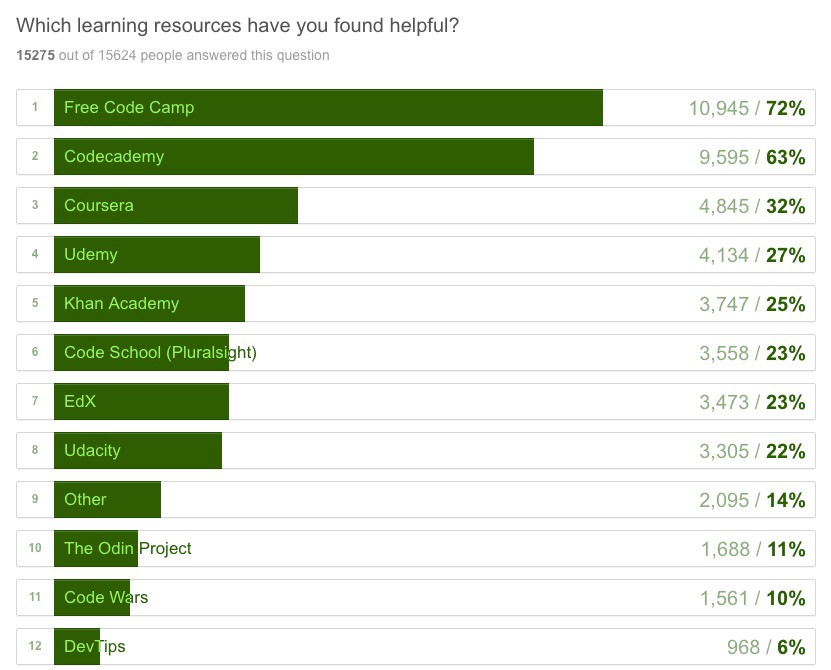 Which learning resources have you found helpful?
15275 out of 15624 people answered this question
1 Free Code Camp 10,945 / 72%
2 Codecademy 9,595 / 63%
3 Coursera 4,845 / 32%
4 Udemy 4,134 / 27%
5 Khan Academy 3,747 / 25%
6 Code School (Pluralsight) 3,558 / 23%
7 EdX 3,473 / 23%
8 Udacity 3,305 / 22%
9 Other 2,095 / 14%
10 The Odin Project 1,688 / 11%
11 Code Wars 1,561 / 10%
12 DevTips 968 / 6%